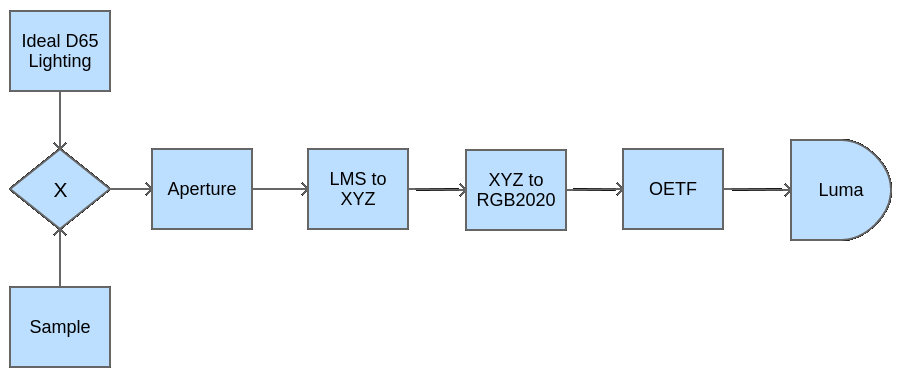 Ideal D65
Lighting
X
Sample
Aperture
LMS to
XYZ
XYZ to
RGB2020
OETF
Luma